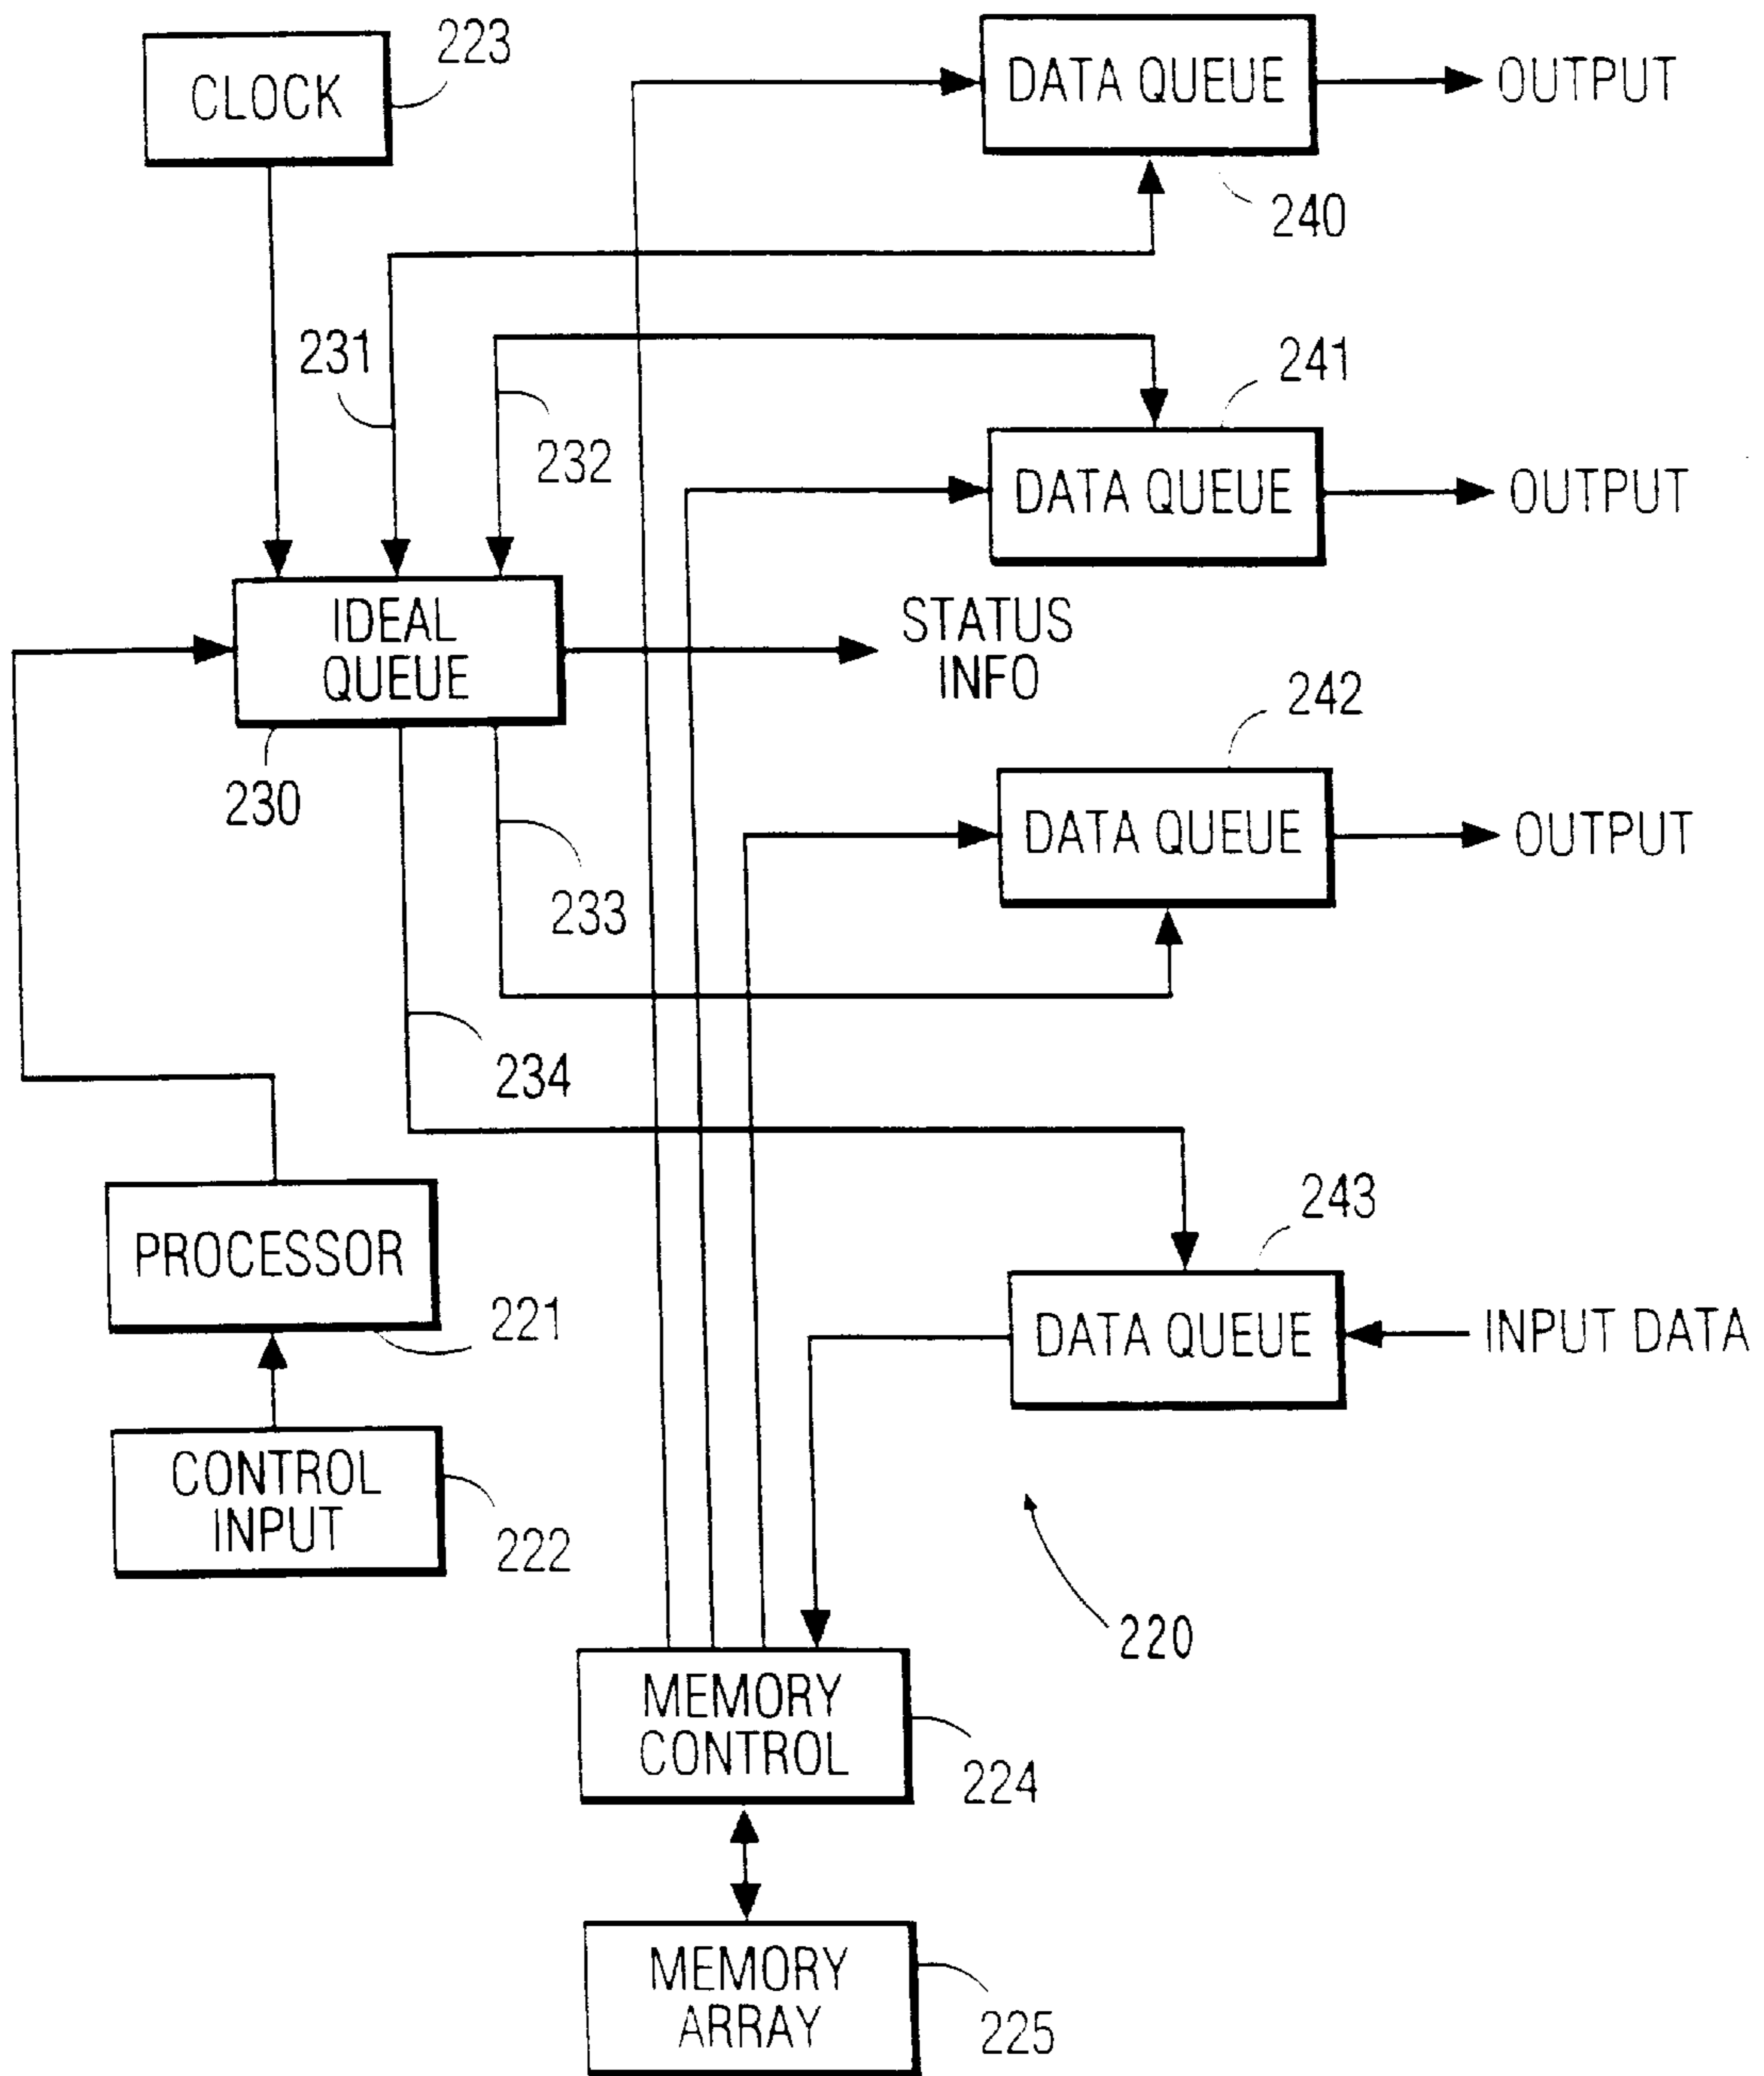 223
CLOCK
DATA QUEUE
OUTPUT
240
231
232
241
DATA QUEUE
OUTPUT
IDEAL
QUEUE
STATUS
INFO
230
242
DATA QUEUE
OUTPUT
233
234
PROCESSOR
221
243
DATA QUEUE
INPUT DATA
CONTROL
INPUT
222
220
MEMORY
CONTROL
224
MEMORY
ARRAY
225